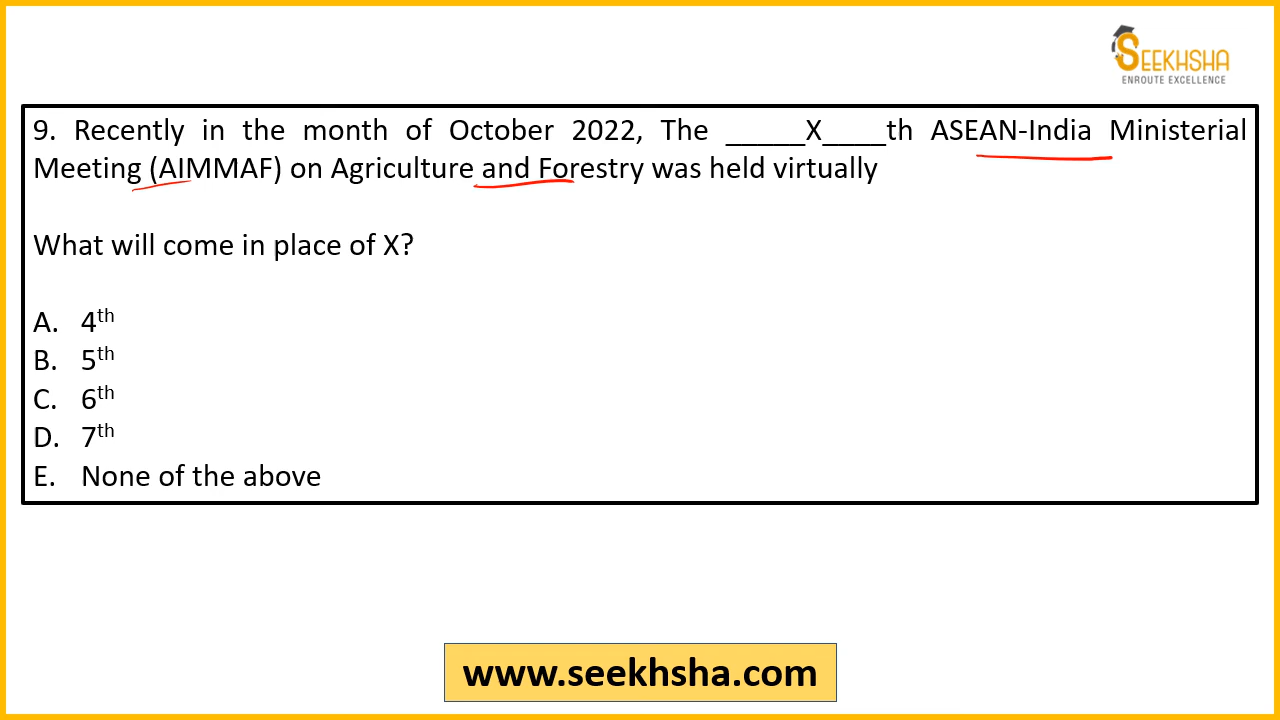 SEEKHSHA
ENROUTE EXCELLENCE
9. Recently in the month of October 2022, The _____X____th ASEAN-India Ministerial
Meeting (AIMMAF) on Agriculture and Forestry was held virtually
What will come in place of X?
A. 4th
B. 5th
C. 6th
D. 7th
E. None of the above
www.seekhsha.com